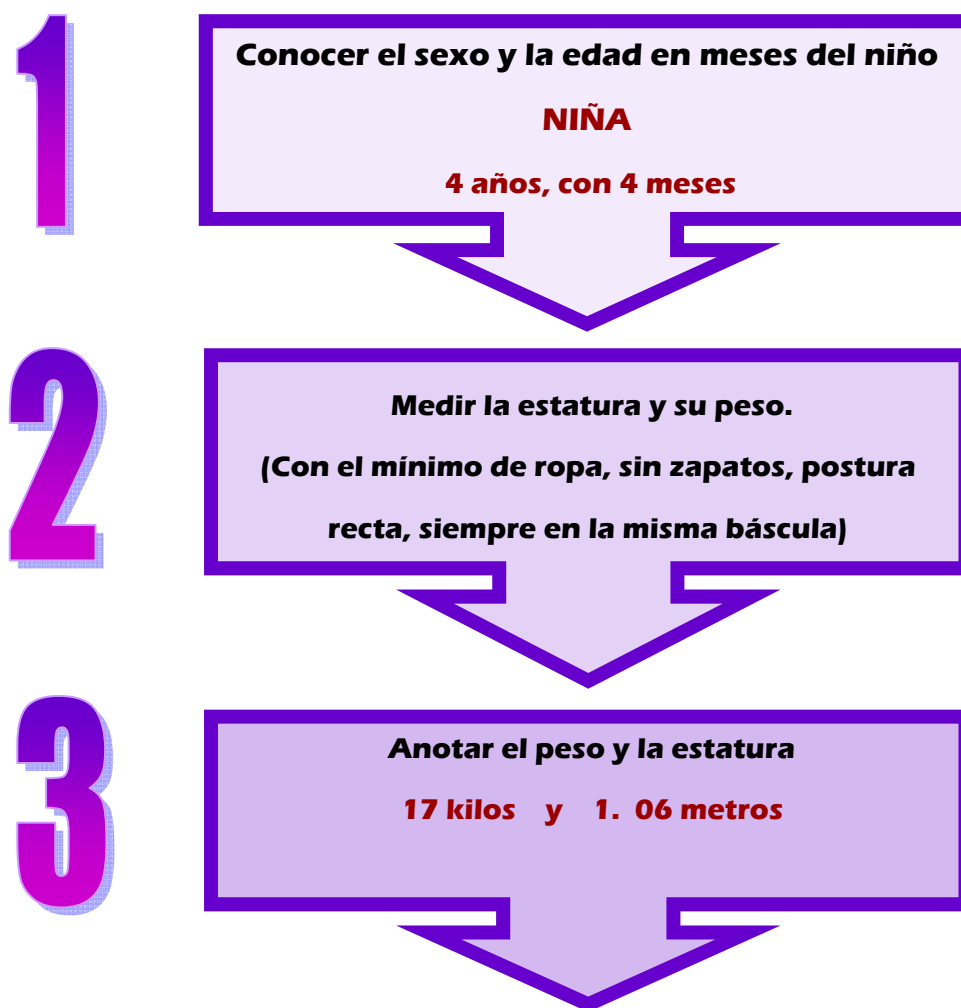 1
Conocer el sexo y la edad en meses del niño
NIÑA
4 años, con 4 meses
2
Medir la estatura y su peso.
(Con el mínimo de ropa, sin zapatos, postura
recta, siempre en la misma báscula)
3
Anotar el peso y la estatura
17 kilos y 1. 06 metros